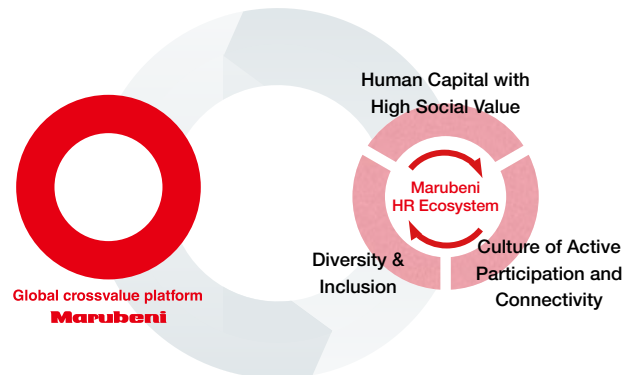 Human Capital with
High Social Value
Marubeni
HR Ecosystem
Diversity &
Inclusion
Culture of Active
Participation and
Connectivity
Global crossvalue platform
Marubeni